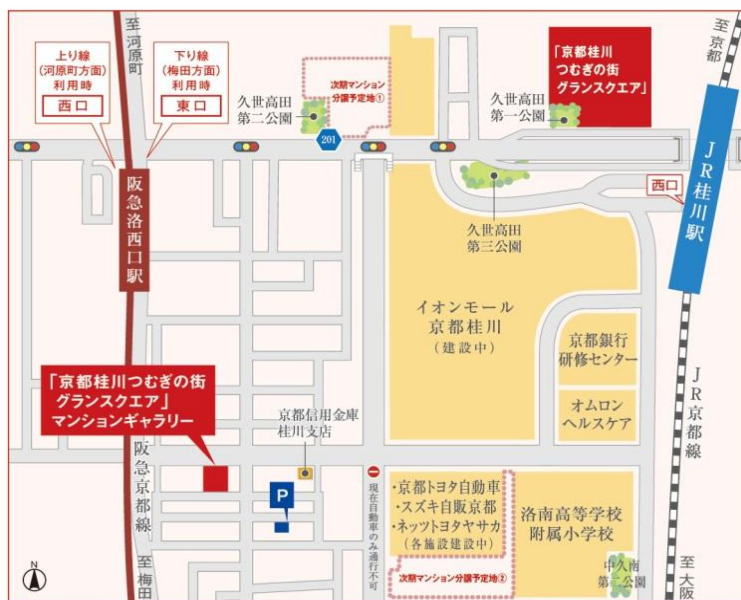 至河原町
上り線
(河原町方面)
利用時
西口
下り線
(梅田方面)
利用時
東口
次期マンション
分譲予定地①
久世高田
第二公園
201
「京都桂川
つむぎの街
グランスクエア」
久世高田
第一公園
至京都
JR桂川駅
西口
阪急洛西口駅
久世高田
第三公園
イオンモール
京都桂川
(建設中)
京都銀行
研修センター
オムロン
ヘルスケア
JR京都線
「京都桂川つむぎの街
グランスクエア」
マンションギャラリー
京都信用金庫
桂川支店
阪急京都線
P
現在自動車のみ通行不可
・京都トヨタ自動車
・スズキ自販京都
・ネッツトヨタヤサカ
(各施設建設中)
洛南高等学校
附属小学校
次期マンション分譲予定地②
中久南
第二公園
N
至梅田
至大阪